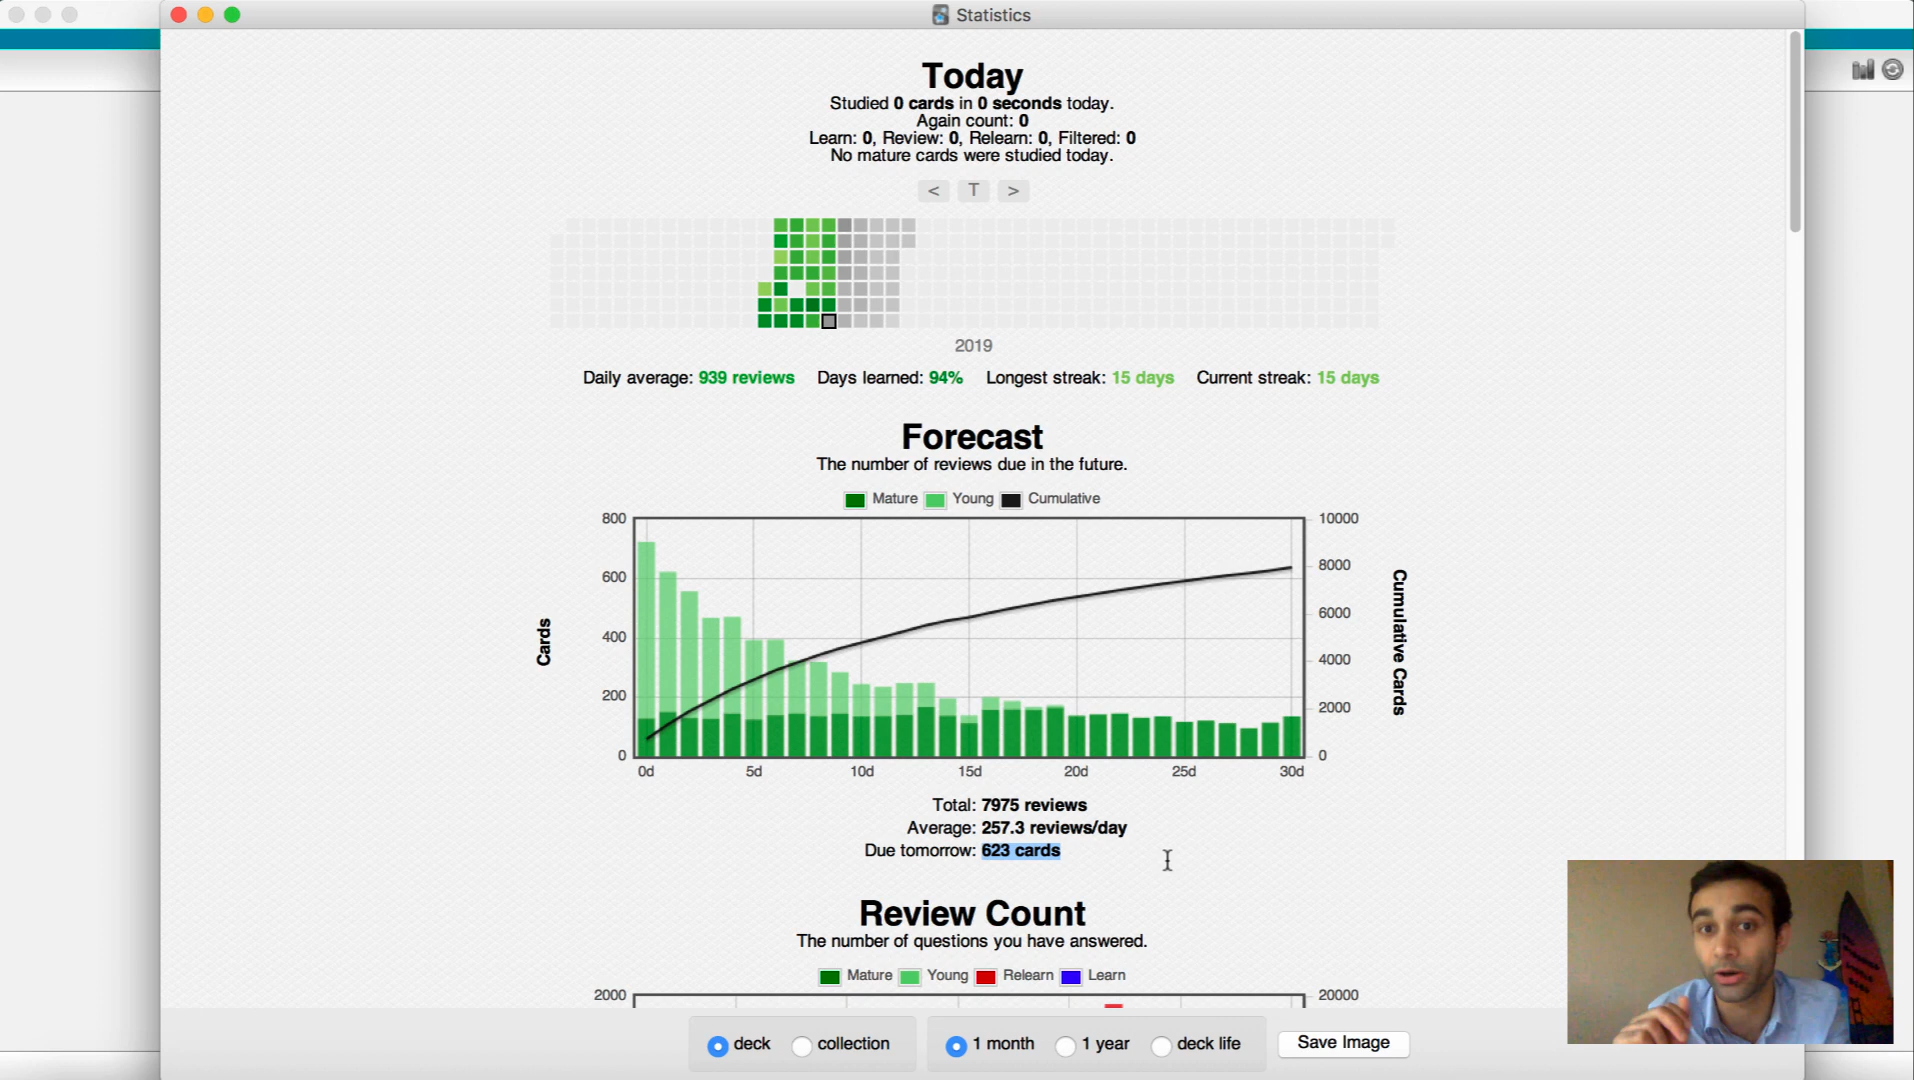 Statistics
Today
Studied 0 cards in 0 seconds today.
Again count: 0
Learn: 0, Review: 0, Relearn: 0, Filtered: 0
No mature cards were studied today.
< T >
2019
Daily average: 939 reviews Days learned: 94% Longest streak: 15 days Current streak: 15 days
Forecast
The number of reviews due in the future.
Mature Young Cumulative
800 10000
8000
600
6000
400
4000
200
2000
0 0
Cards
Cumulative Cards
0d 5d 10d 15d 20d 25d 30d
Total: 7975 reviews
Average: 257.3 reviews/day
Due tomorrow: 623 cards
Review Count
The number of questions you have answered.
Mature Young Relearn Learn
2000 20000
deck collection 1 month 1 year deck life Save Image